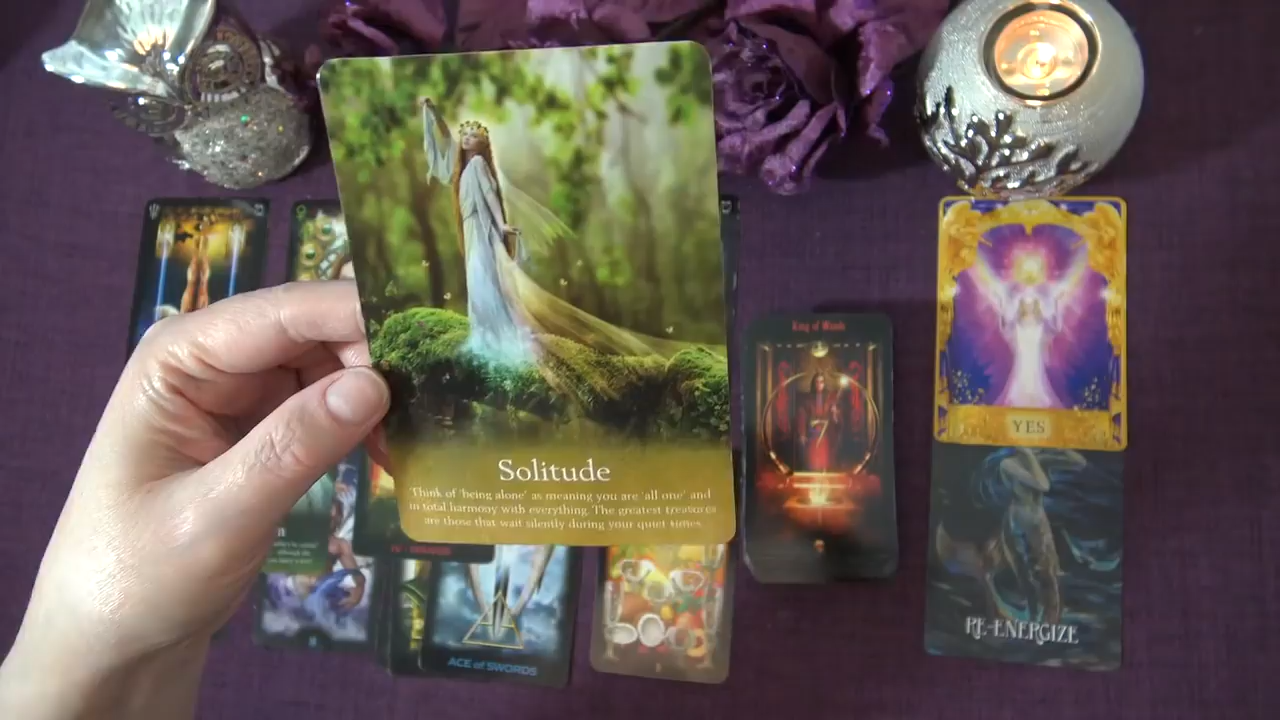 Solitude
Think of 'being alone' as meaning you are 'all one' and
in total harmony with everything. The greatest treasures
are those that wait silently during your quiet times.
King of Wands
YES
RE-ENERGIZE
ACE of SWORDS